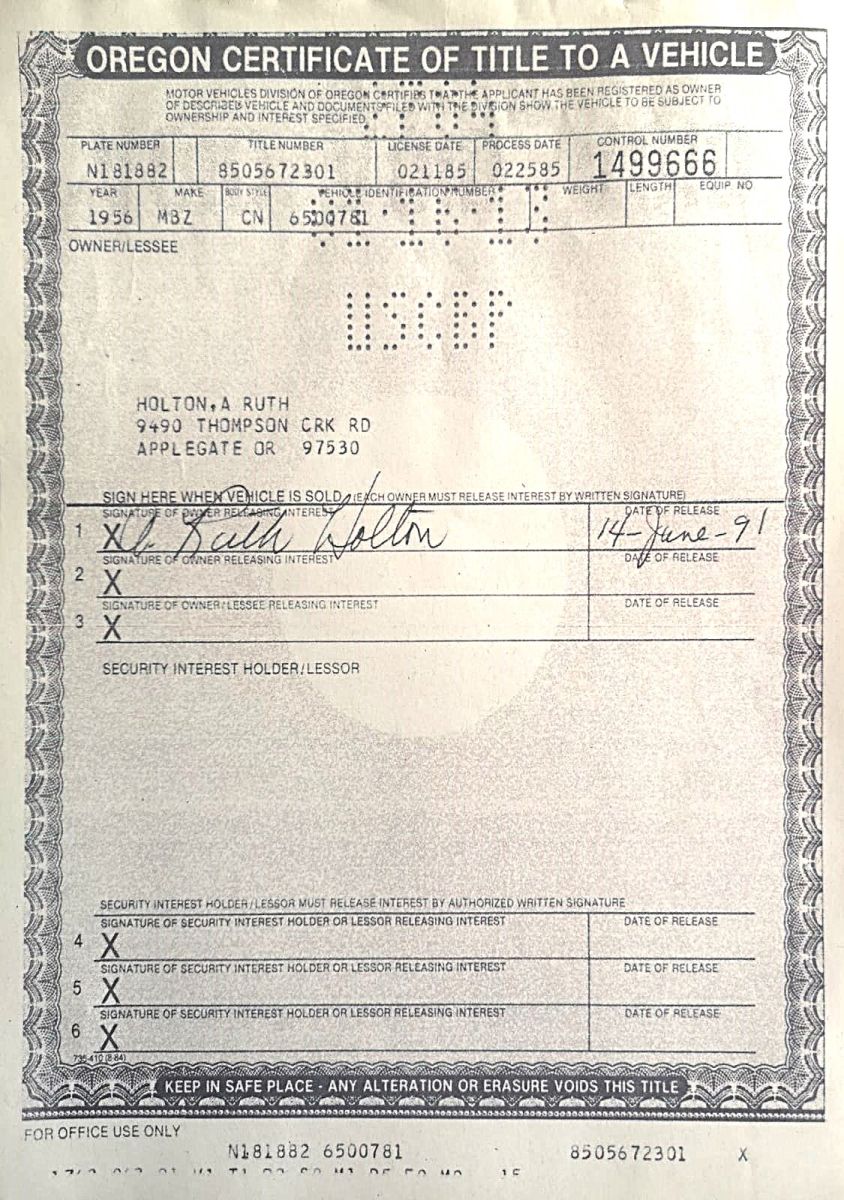 OREGON CERTIFICATE OF TITLE TO A VEHICLE
MOTOR VEHICLES DIVISION OF OREGON CERTIFIES THAT THE APPLICANT HAS BEEN REGISTERED AS OWNER
OF DESCRIBED VEHICLE AND DOCUMENTS FILED WITH THE DIVISION SHOW THE VEHICLE TO BE SUBJECT TO
OWNERSHIP AND INTEREST SPECIFIED.
PLATE NUMBER TITLE NUMBER LICENSE DATE PROCESS DATE CONTROL NUMBER
N181882 8505672301 021185 022585 1499666
YEAR MAKE BODY STYLE VEHICLE IDENTIFICATION NUMBER WEIGHT LENGTH EQUIP NO
1956 MBZ CN 6500781
OWNER/LESSEE
USCBP
HOLTON,A RUTH
9490 THOMPSON CRK RD
APPLEGATE OR 97530
SIGN HERE WHEN VEHICLE IS SOLD (EACH OWNER MUST RELEASE INTEREST BY WRITTEN SIGNATURE)
SIGNATURE OF OWNER RELEASING INTEREST DATE OF RELEASE
1 X A. Ruth Holton 14-June-91
SIGNATURE OF OWNER RELEASING INTEREST DATE OF RELEASE
2 X
SIGNATURE OF OWNER/LESSEE RELEASING INTEREST DATE OF RELEASE
3 X
SECURITY INTEREST HOLDER/LESSOR
SECURITY INTEREST HOLDER/LESSOR MUST RELEASE INTEREST BY AUTHORIZED WRITTEN SIGNATURE
SIGNATURE OF SECURITY INTEREST HOLDER OR LESSOR RELEASING INTEREST DATE OF RELEASE
4 X
SIGNATURE OF SECURITY INTEREST HOLDER OR LESSOR RELEASING INTEREST DATE OF RELEASE
5 X
SIGNATURE OF SECURITY INTEREST HOLDER OR LESSOR RELEASING INTEREST DATE OF RELEASE
6 X
735-410 (8-84)
KEEP IN SAFE PLACE - ANY ALTERATION OR ERASURE VOIDS THIS TITLE
FOR OFFICE USE ONLY
N181882 6500781 8505672301 X